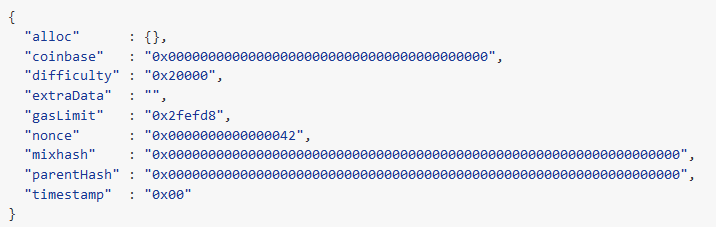 {
"alloc" : {},
"coinbase" : "0x0000000000000000000000000000000000000000",
"difficulty" : "0x20000",
"extraData" : "",
"gasLimit" : "0x2fefd8",
"nonce" : "0x0000000000000042",
"mixhash" : "0x0000000000000000000000000000000000000000000000000000000000000000",
"parentHash" : "0x0000000000000000000000000000000000000000000000000000000000000000",
"timestamp" : "0x00"
}